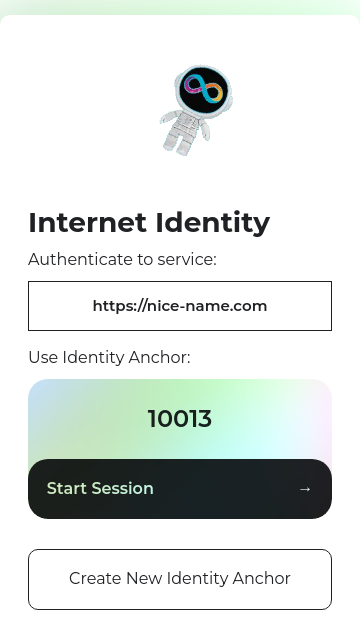 Internet Identity
Authenticate to service:
https://nice-name.com
Use Identity Anchor:
10013
Start Session →
Create New Identity Anchor